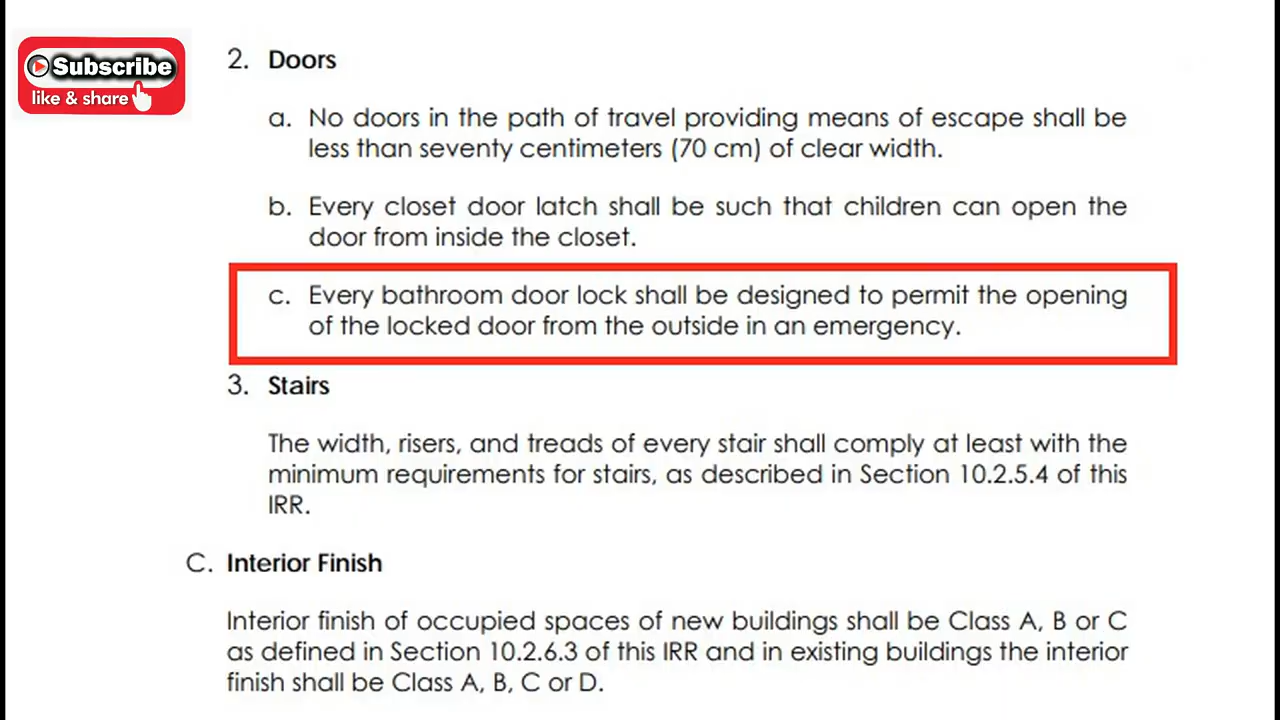 Subscribe
like & share
2. Doors
a. No doors in the path of travel providing means of escape shall be
less than seventy centimeters (70 cm) of clear width.
b. Every closet door latch shall be such that children can open the
door from inside the closet.
c. Every bathroom door lock shall be designed to permit the opening
of the locked door from the outside in an emergency.
3. Stairs
The width, risers, and treads of every stair shall comply at least with the
minimum requirements for stairs, as described in Section 10.2.5.4 of this
IRR.
C. Interior Finish
Interior finish of occupied spaces of new buildings shall be Class A, B or C
as defined in Section 10.2.6.3 of this IRR and in existing buildings the interior
finish shall be Class A, B, C or D.